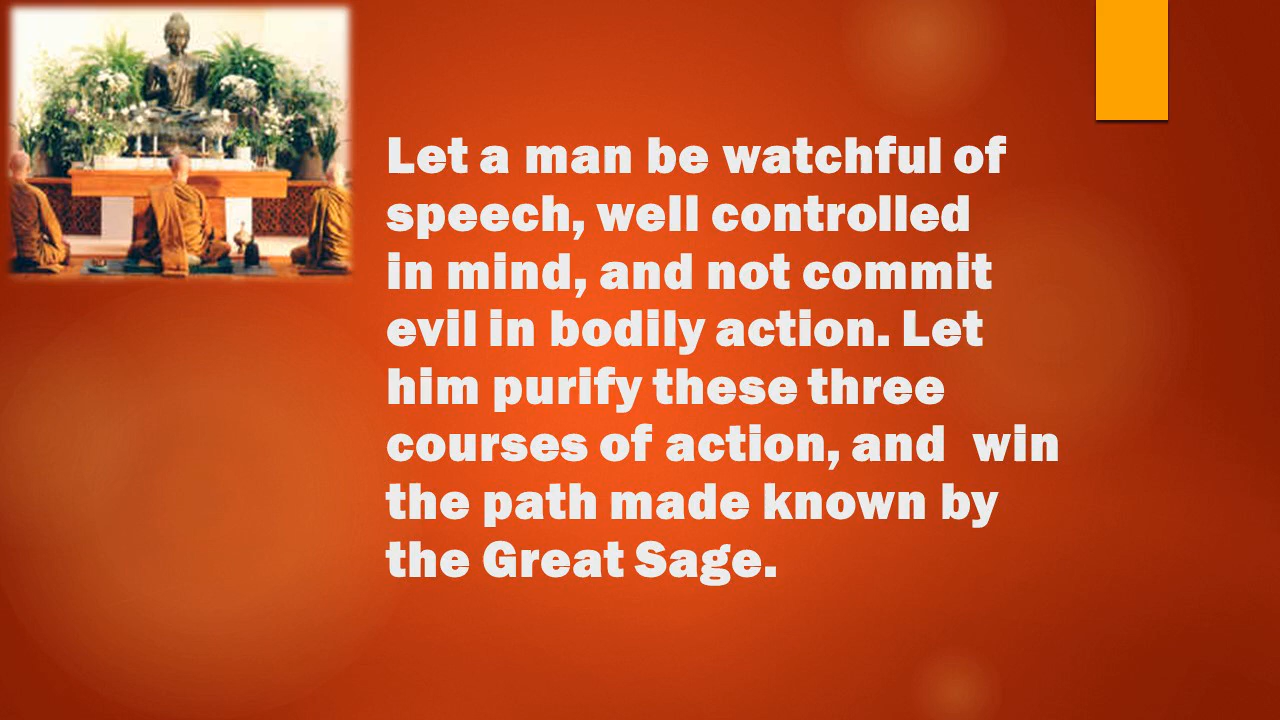 Let a man be watchful of
speech, well controlled
in mind, and not commit
evil in bodily action. Let
him purify these three
courses of action, and  win
the path made known by
the Great Sage.